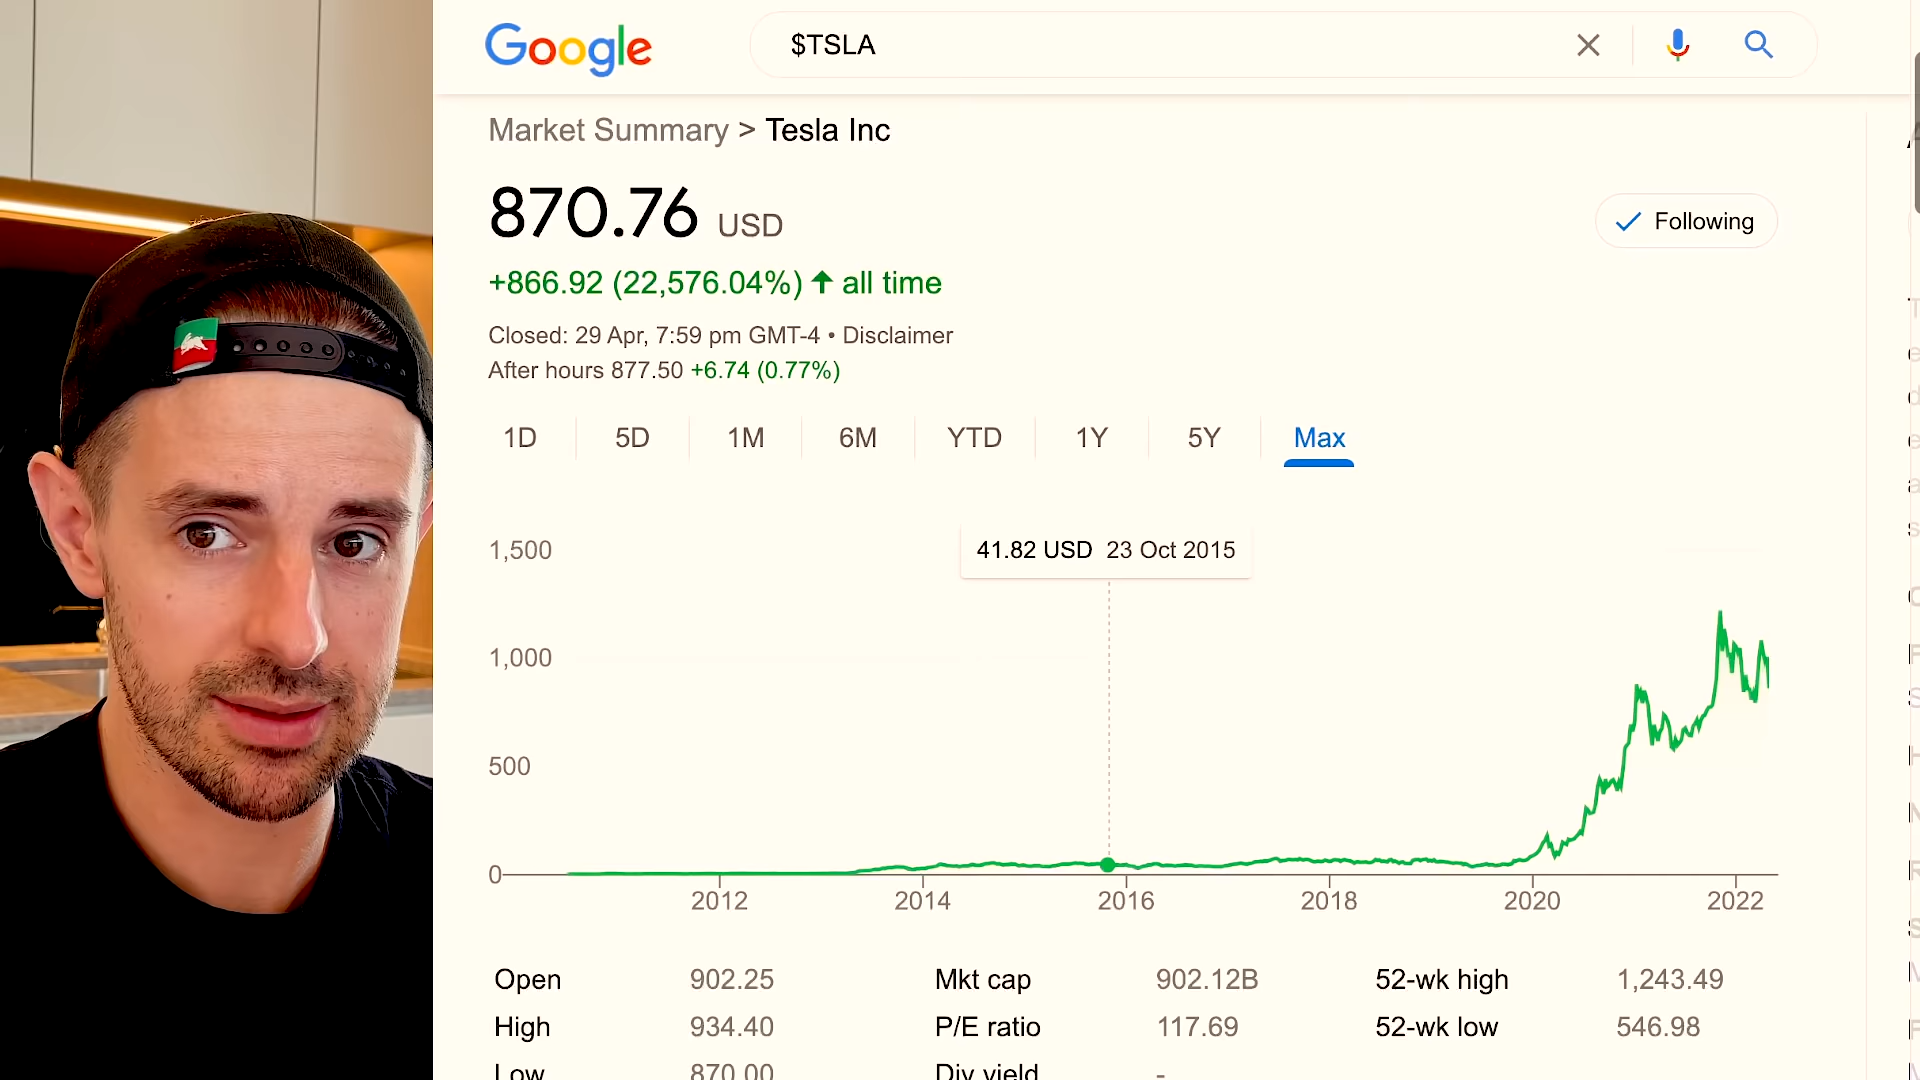 Google
$TSLA
Market Summary > Tesla Inc
870.76 USD
Following
+866.92 (22,576.04%) ↑ all time
Closed: 29 Apr, 7:59 pm GMT-4 • Disclaimer
After hours 877.50 +6.74 (0.77%)
1D 5D 1M 6M YTD 1Y 5Y Max
41.82 USD 23 Oct 2015
1,500
1,000
500
0
2012 2014 2016 2018 2020 2022
Open 902.25 Mkt cap 902.12B 52-wk high 1,243.49
High 934.40 P/E ratio 117.69 52-wk low 546.98
Low 870.00 Div yield -